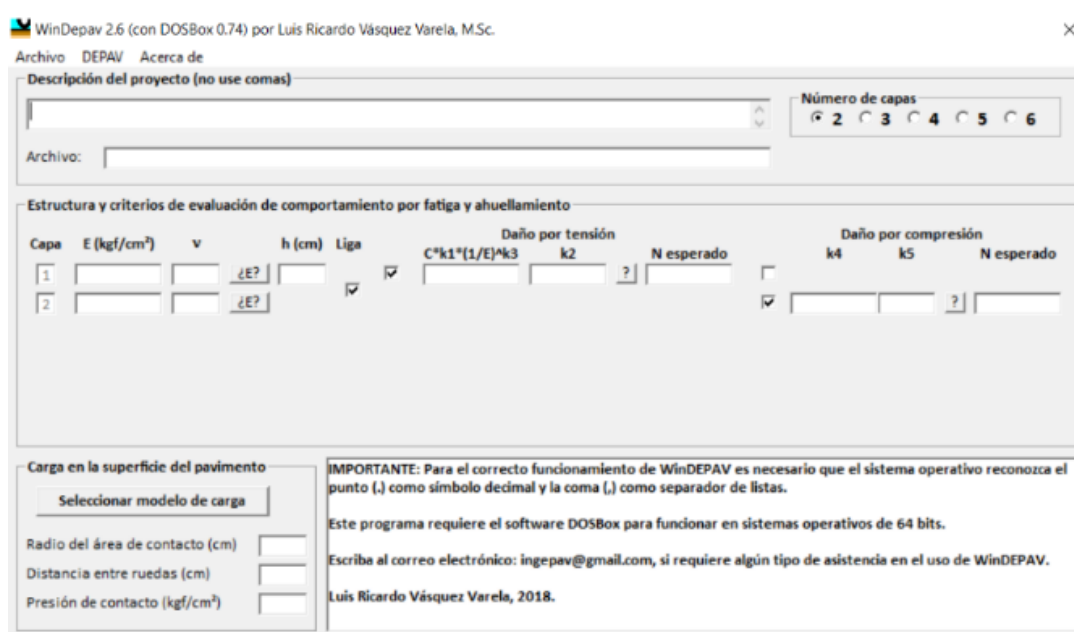 WinDepav 2.6 (con DOSBox 0.74) por Luis Ricardo Vásquez Varela, M.Sc.
Archivo DEPAV Acerca de
Descripción del proyecto (no use comas)
Número de capas
2 3 4 5 6
Archivo:
Estructura y criterios de evaluación de comportamiento por fatiga y ahuellamiento
Daño por tensión Daño por compresión
Capa E (kgf/cm²) ν h (cm) Liga C*k1*(1/E)^k3 k2 N esperado k4 k5 N esperado
1 ¿E? ?
2 ¿E? ?
Carga en la superficie del pavimento
Seleccionar modelo de carga
Radio del área de contacto (cm)
Distancia entre ruedas (cm)
Presión de contacto (kgf/cm²)
IMPORTANTE: Para el correcto funcionamiento de WinDEPAV es necesario que el sistema operativo reconozca el
punto (.) como símbolo decimal y la coma (,) como separador de listas.
Este programa requiere el software DOSBox para funcionar en sistemas operativos de 64 bits.
Escriba al correo electrónico: ingepav@gmail.com, si requiere algún tipo de asistencia en el uso de WinDEPAV.
Luis Ricardo Vásquez Varela, 2018.